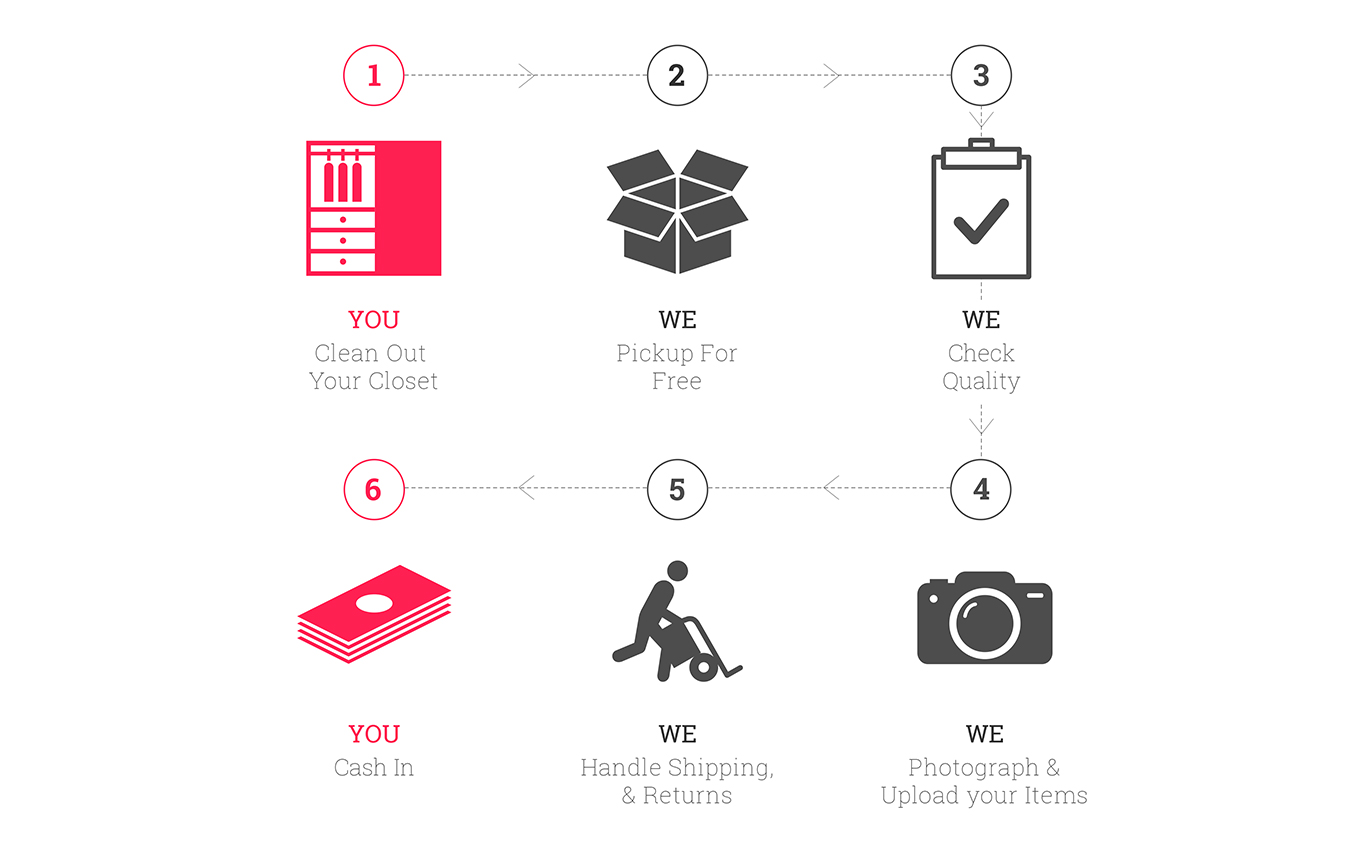 1
2
3
YOU
Clean Out
Your Closet
WE
Pickup For
Free
WE
Check
Quality
6
5
4
YOU
Cash In
WE
Handle Shipping,
& Returns
WE
Photograph &
Upload your Items